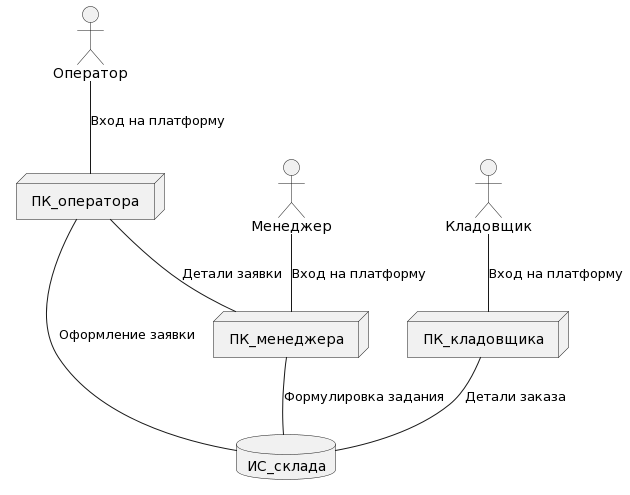 Оператор
Вход на платформу
ПК_оператора
Менеджер
Кладовщик
Детали заявки
Вход на платформу
Вход на платформу
Оформление заявки
ПК_менеджера
ПК_кладовщика
Формулировка задания
Детали заказа
ИС_склада